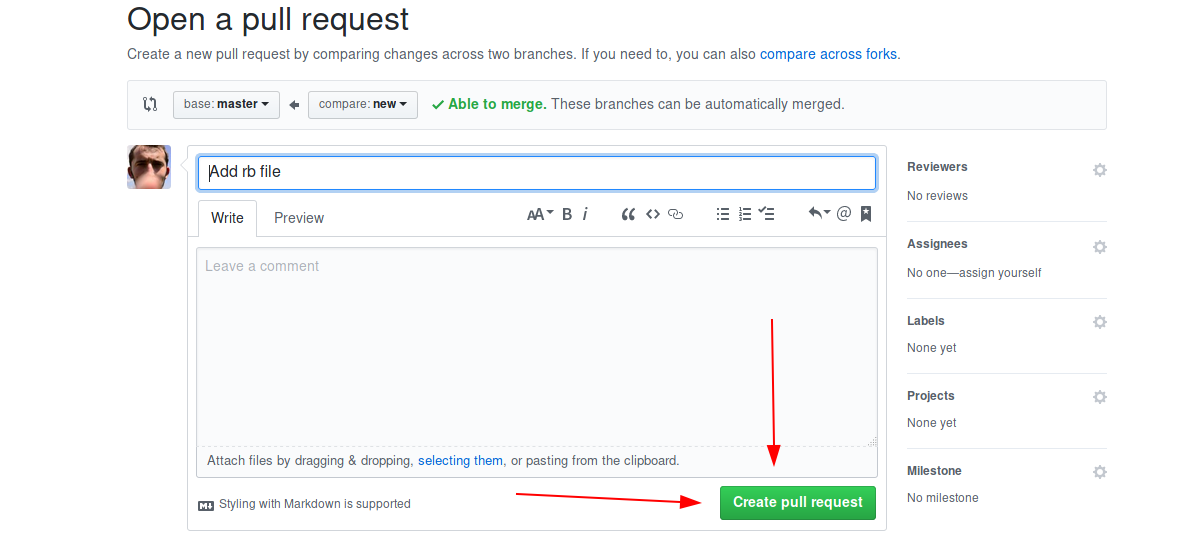 Open a pull request
Create a new pull request by comparing changes across two branches. If you need to, you can also compare across forks.
base: master compare: new Able to merge. These branches can be automatically merged.
Add rb file
Write Preview AA B i @
Leave a comment
Attach files by dragging & dropping, selecting them, or pasting from the clipboard.
Styling with Markdown is supported
Create pull request
Reviewers
No reviews
Assignees
No one—assign yourself
Labels
None yet
Projects
None yet
Milestone
No milestone